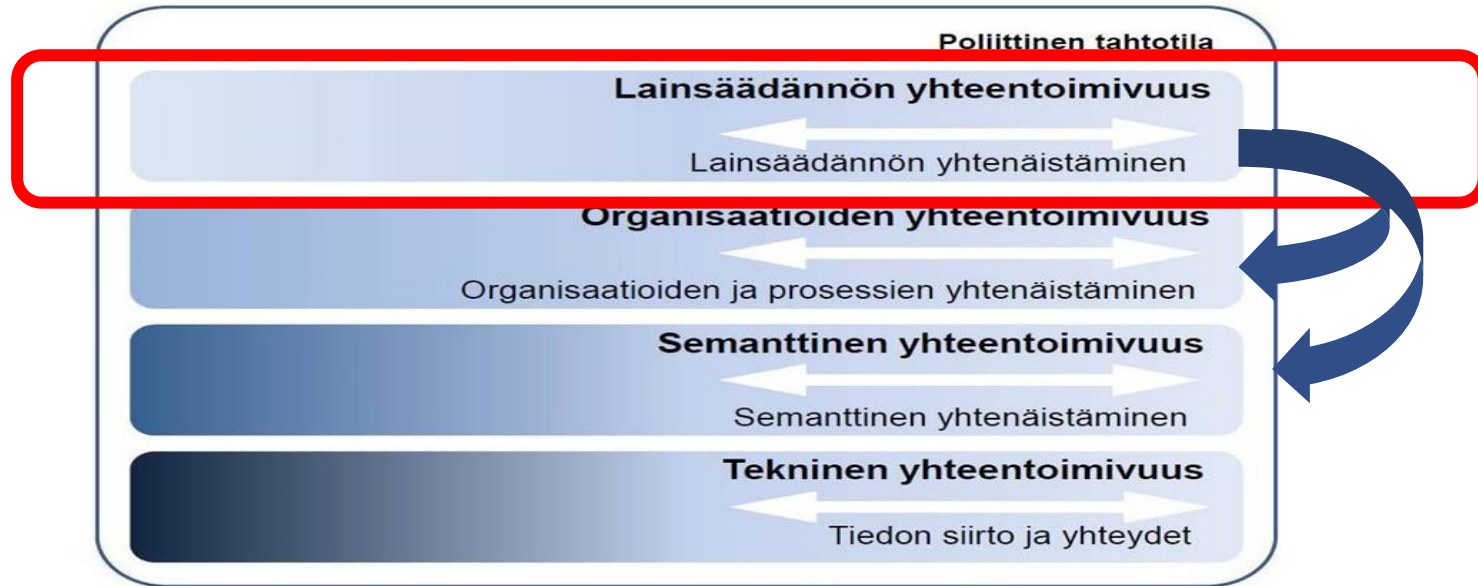 Poliittinen tahtotila
Lainsäädännön yhteentoimivuus
Lainsäädännön yhtenäistäminen
Organisaatioiden yhteentoimivuus
Organisaatioiden ja prosessien yhtenäistäminen
Semanttinen yhteentoimivuus
Semanttinen yhtenäistäminen
Tekninen yhteentoimivuus
Tiedon siirto ja yhteydet